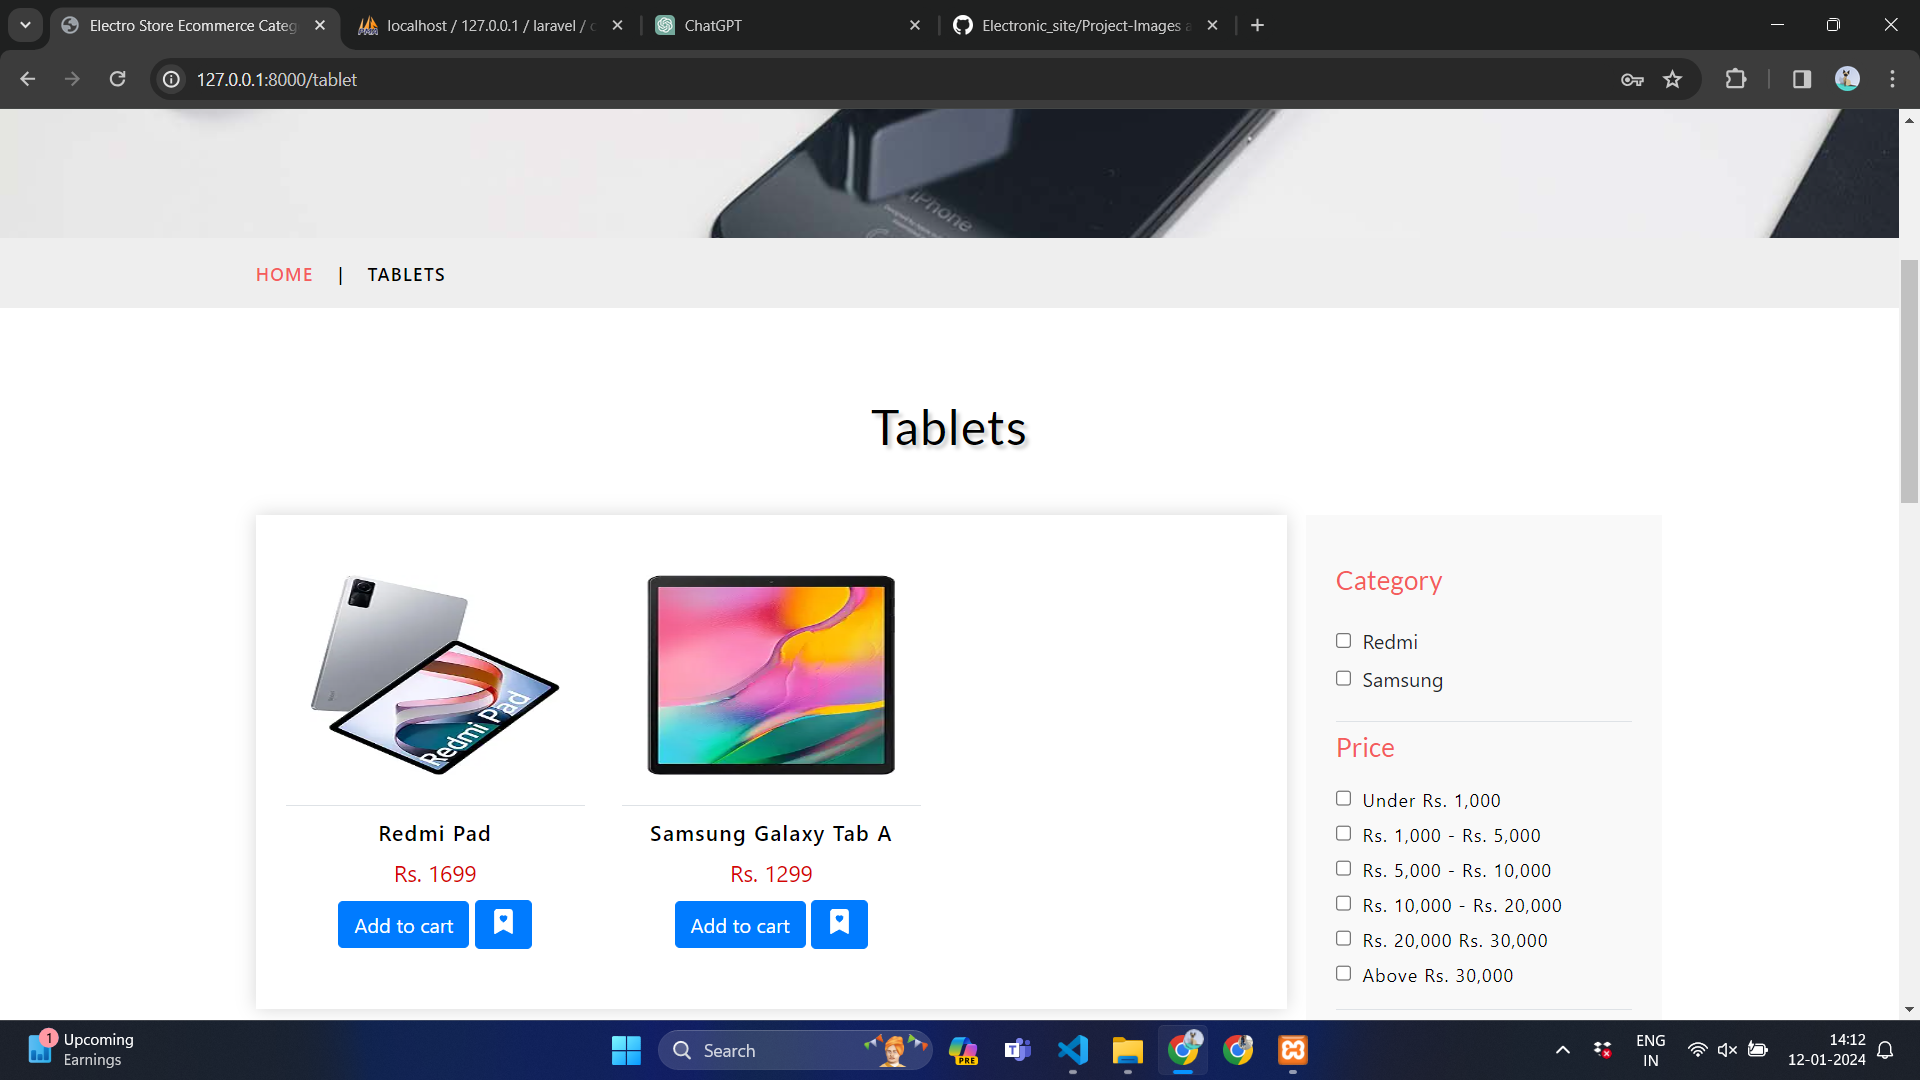 Electro Store Ecommerce Categ
localhost / 127.0.0.1 / laravel / c
ChatGPT
Electronic_site/Project-Images a
127.0.0.1:8000/tablet
iPhone
HOME | TABLETS
Tablets
Redmi Pad
Redmi Pad
Rs. 1699
Add to cart
Samsung Galaxy Tab A
Rs. 1299
Add to cart
Category
Redmi
Samsung
Price
Under Rs. 1,000
Rs. 1,000 - Rs. 5,000
Rs. 5,000 - Rs. 10,000
Rs. 10,000 - Rs. 20,000
Rs. 20,000 Rs. 30,000
Above Rs. 30,000
1
Upcoming
Earnings
Search
PRE
ENG
IN
14:12
12-01-2024